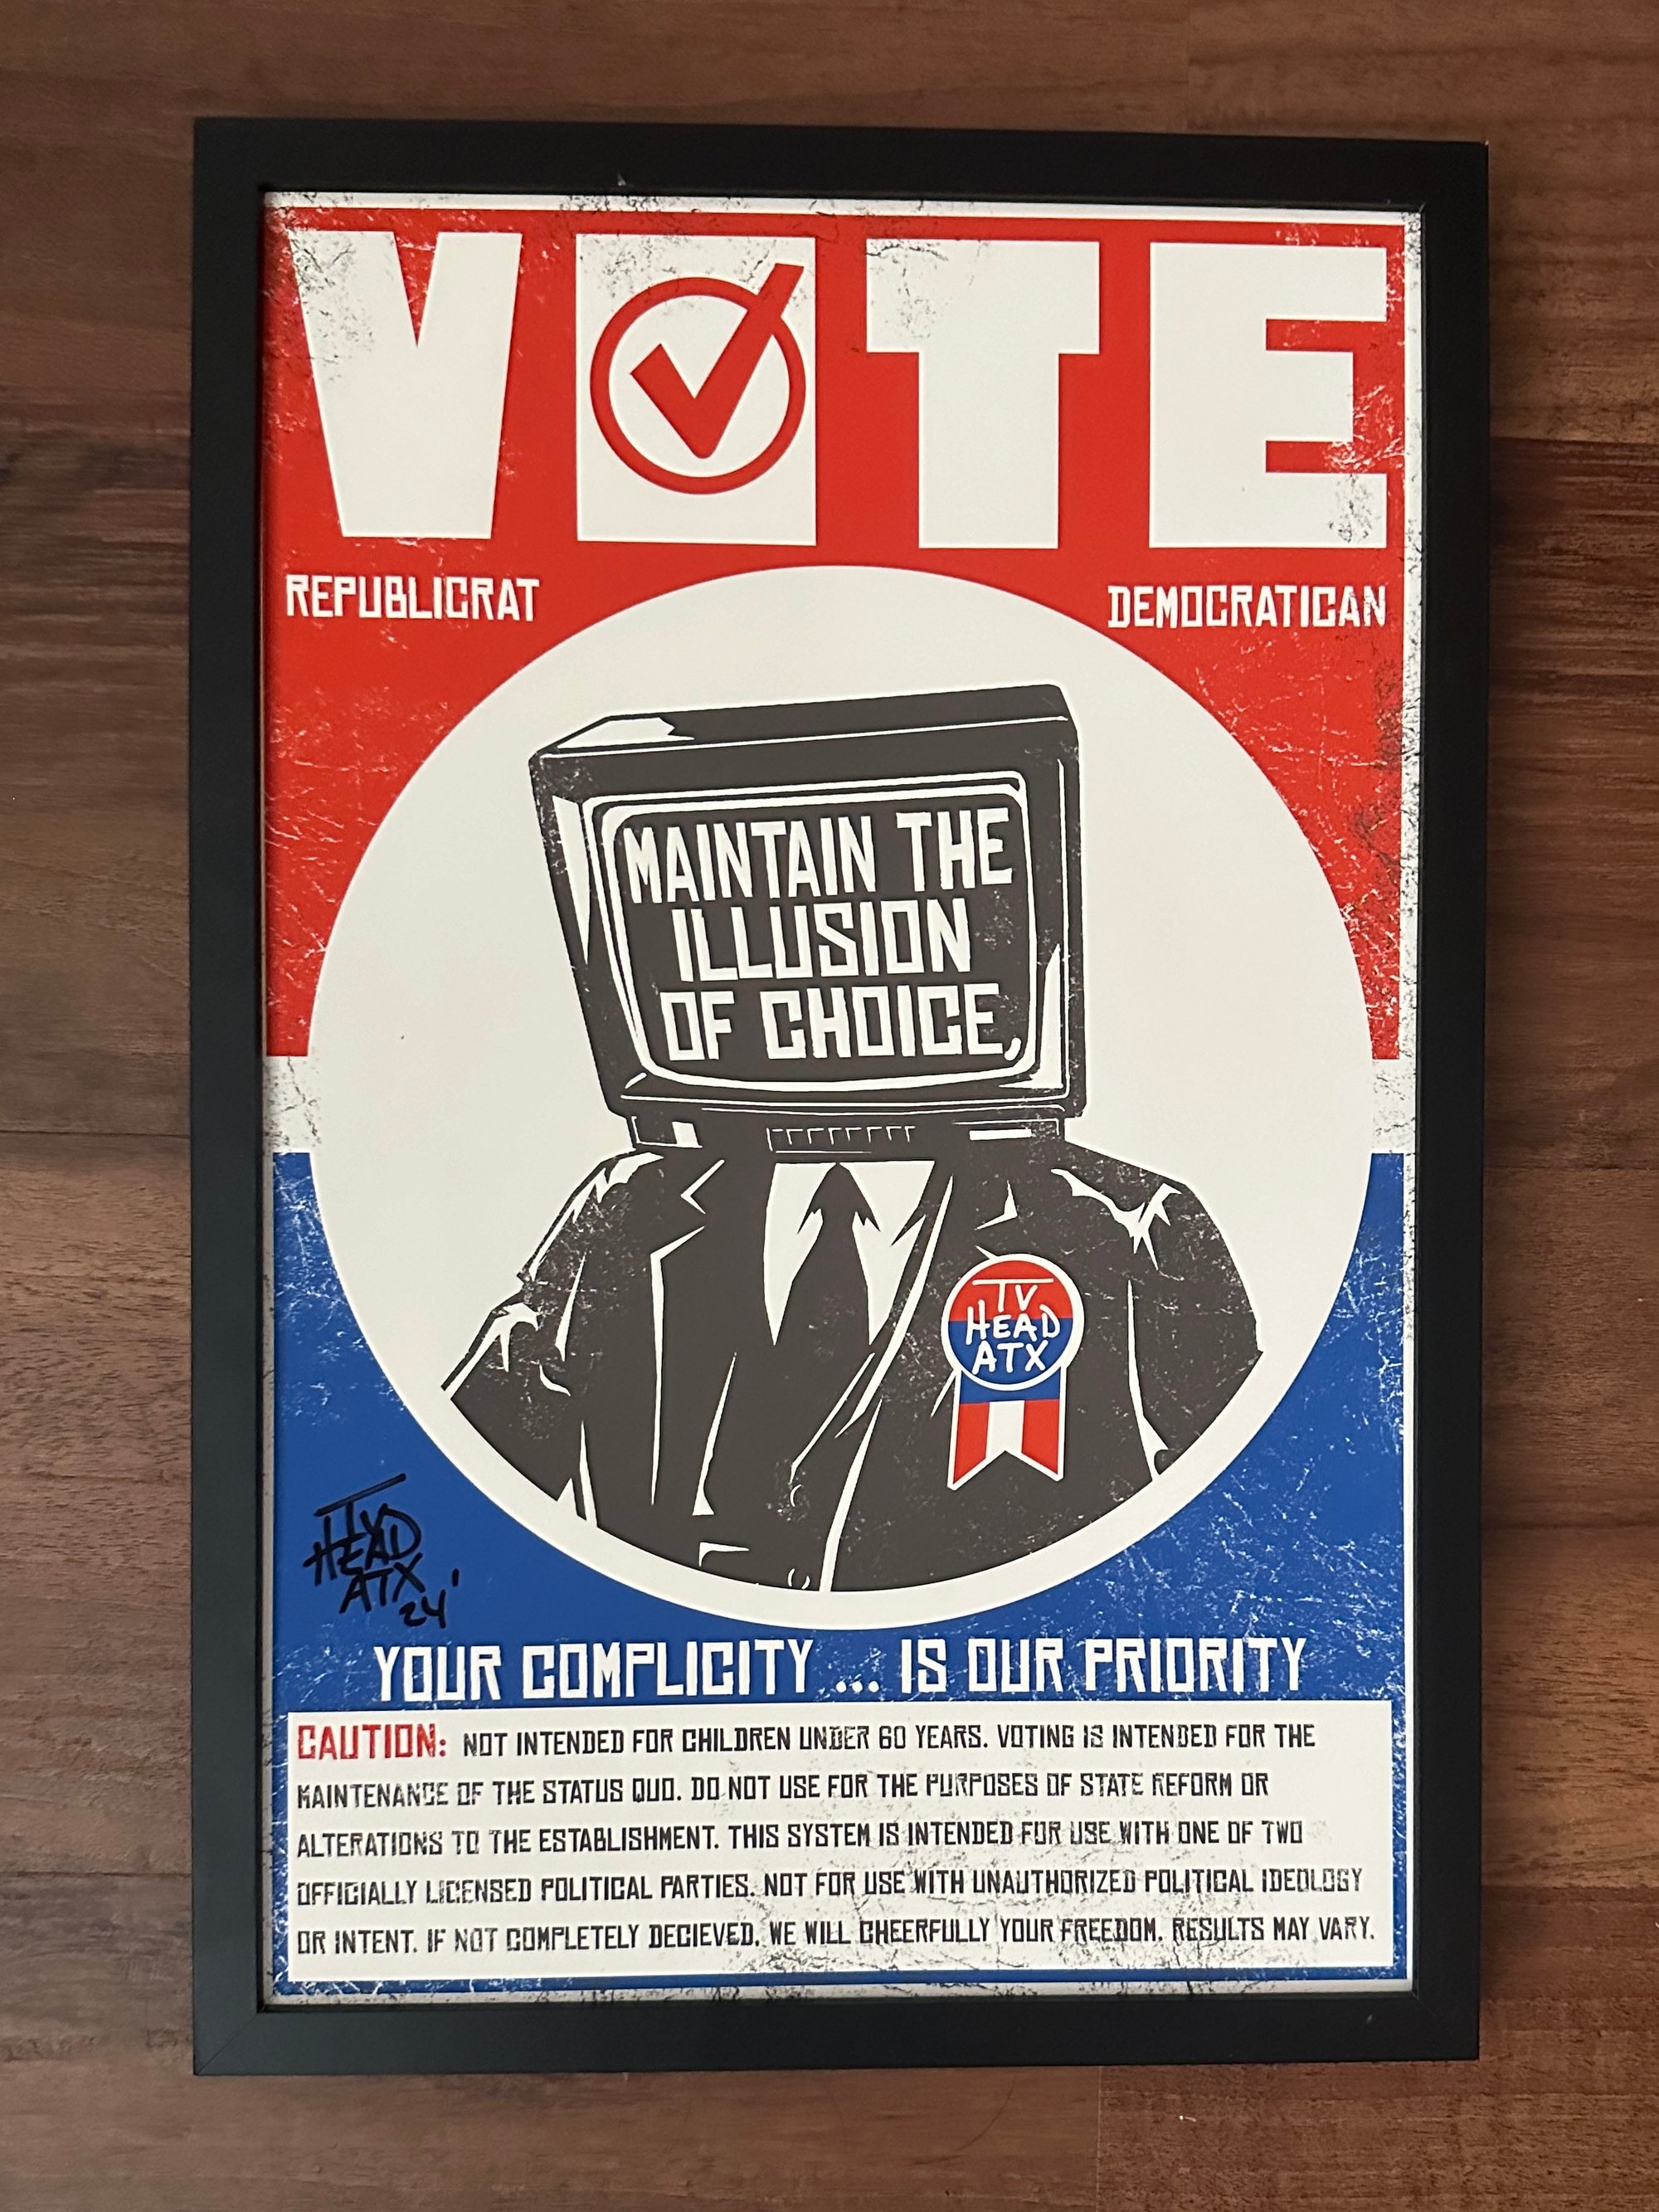 VOTE
REPUBLICRAT
DEMOCRATICAN
MAINTAIN THE
ILLUSION
OF CHOICE,
TV
HEAD
ATX
TV
HEAD
ATX
24'
YOUR COMPLICITY ... IS OUR PRIORITY
CAUTION: NOT INTENDED FOR CHILDREN UNDER 60 YEARS. VOTING IS INTENDED FOR THE
MAINTENANCE OF THE STATUS QUO. DO NOT USE FOR THE PURPOSES OF STATE REFORM OR
ALTERATIONS TO THE ESTABLISHMENT. THIS SYSTEM IS INTENDED FOR USE WITH ONE OF TWO
OFFICIALLY LICENSED POLITICAL PARTIES. NOT FOR USE WITH UNAUTHORIZED POLITICAL IDEOLOGY
OR INTENT. IF NOT COMPLETELY DECIEVED, WE WILL CHEERFULLY YOUR FREEDOM. RESULTS MAY VARY.